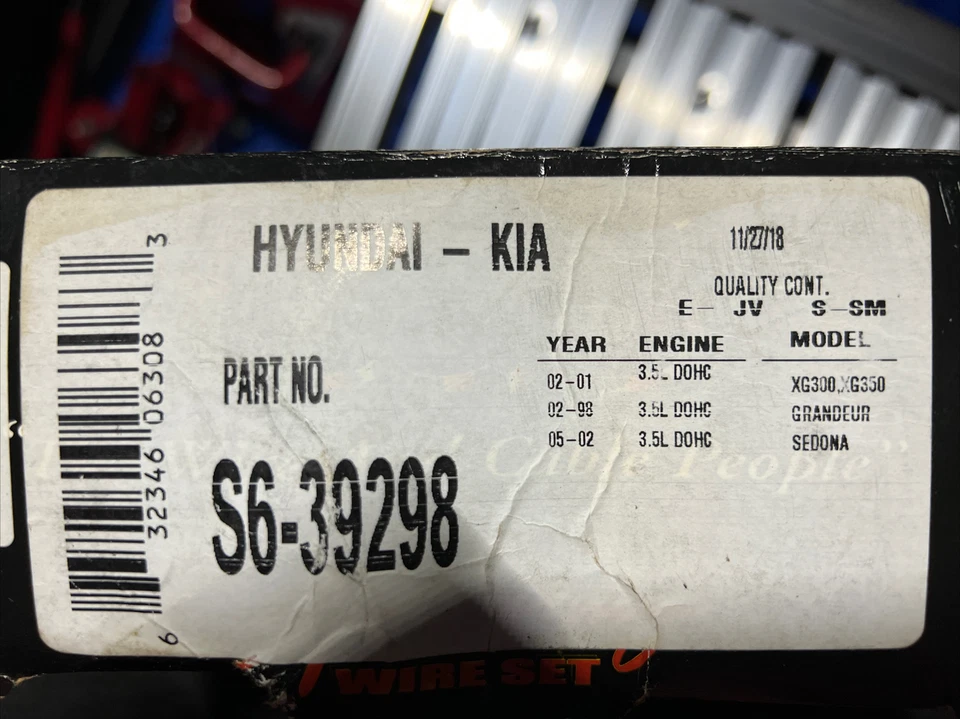 HYUNDAI – KIA
11/27/18
QUALITY CONT.
E– JV S–SM
PART NO.
S6-39298
YEAR ENGINE MODEL
02-01 3.5L DOHC XG300,XG350
02-98 3.5L DOHC GRANDEUR
05-02 3.5L DOHC SEDONA
Cable People"
6 32346 06308 3
WIRE SET